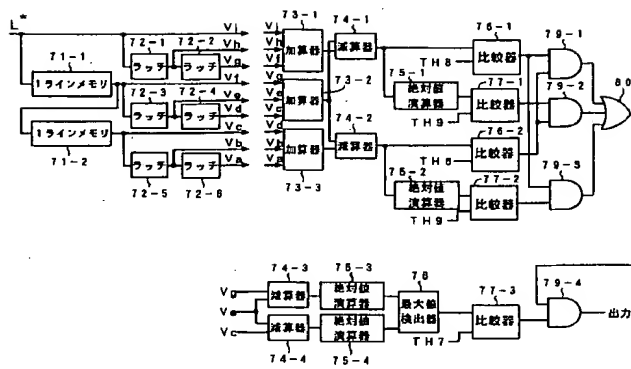 L*
71-1
1ラインメモリ
1ラインメモリ
71-2
72-1
72-2
ラッチ
ラッチ
72-3
72-4
ラッチ
ラッチ
ラッチ
ラッチ
72-5
72-6
Vi
Vh
Vg
Vf
Ve
Vd
Vc
Vb
Va
Vi
Vh
Vf
Vg
Ve
Vc
Vd
Vb
Va
73-1
加算器
73-2
加算器
加算器
73-3
74-1
減算器
74-2
減算器
75-1
絶対値
演算器
75-2
絶対値
演算器
76-1
TH8
比較器
77-1
比較器
TH9
76-2
比較器
TH8
77-2
比較器
TH9
79-1
79-2
79-3
80
74-3
減算器
減算器
74-4
Vg
Ve
Vc
75-3
絶対値
演算器
絶対値
演算器
75-4
78
最大値
検出器
77-3
比較器
TH7
79-4
出力